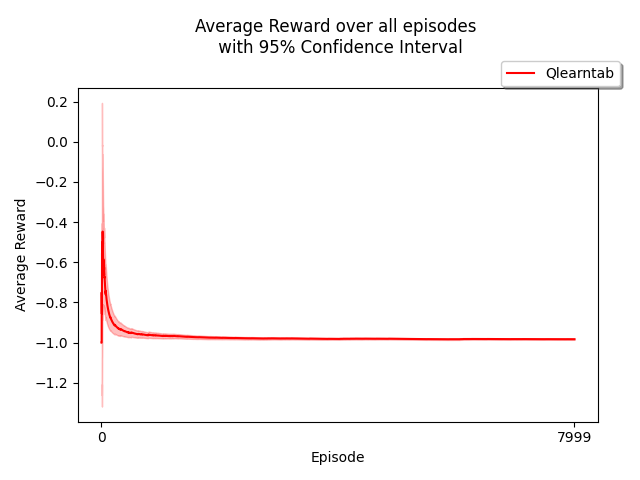 Average Reward over all episodes
with 95% Confidence Interval
Qlearntab
0.2
0.0
−0.2
−0.4
−0.6
−0.8
−1.0
−1.2
Average Reward
0 7999
Episode